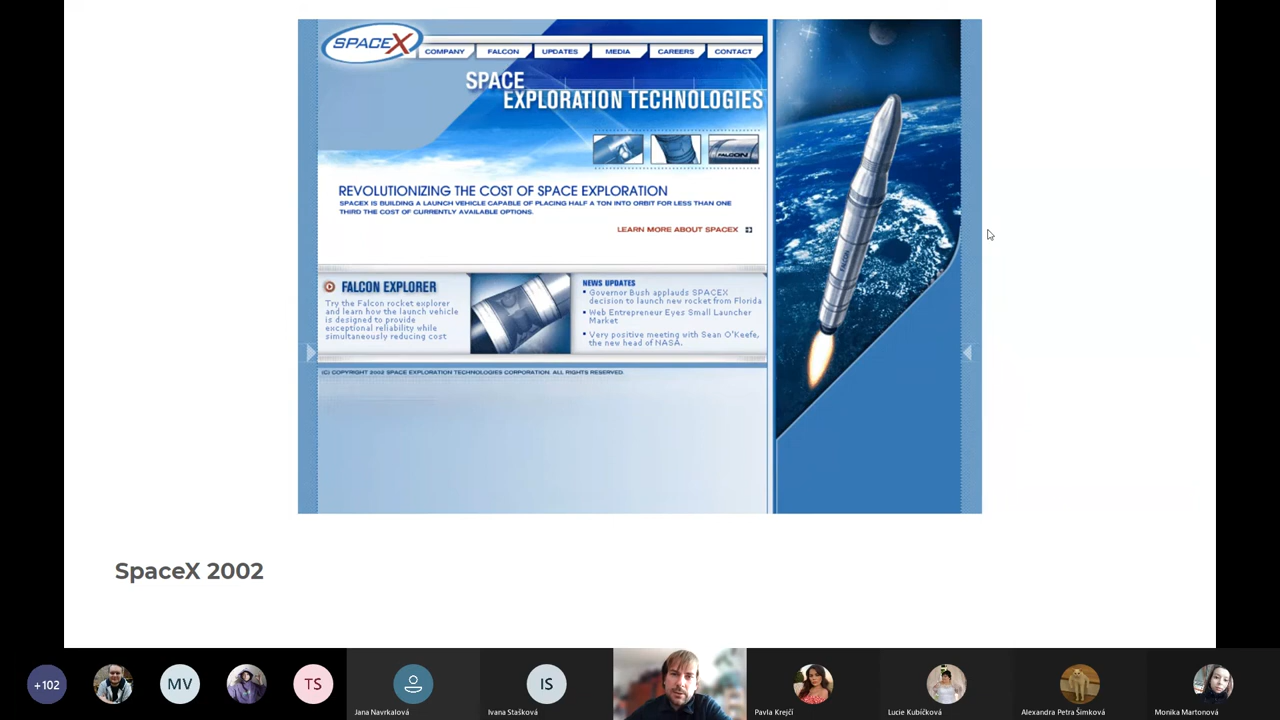 SPACEX
COMPANY
FALCON
UPDATES
MEDIA
CAREERS
CONTACT
SPACE
EXPLORATION TECHNOLOGIES
FALCON
REVOLUTIONIZING THE COST OF SPACE EXPLORATION
SPACEX IS BUILDING A LAUNCH VEHICLE CAPABLE OF PLACING HALF A TON INTO ORBIT FOR LESS THAN ONE
THIRD THE COST OF CURRENTLY AVAILABLE OPTIONS.
LEARN MORE ABOUT SPACEX
FALCON EXPLORER
Try the Falcon rocket explorer
and learn how the launch vehicle
is designed to provide
exceptional reliability while
simultaneously reducing cost
NEWS UPDATES
Governor Bush applauds SPACEX
decision to launch new rocket from Florida
Web Entrepreneur Eyes Small Launcher
Market
Very positive meeting with Sean O'Keefe,
the new head of NASA.
FALCON
(C) COPYRIGHT 2002 SPACE EXPLORATION TECHNOLOGIES CORPORATION. ALL RIGHTS RESERVED.
SpaceX 2002
+102
MV
TS
Jana Navrkalová
IS
Ivana Stašková
Pavla Krejčí
Lucie Kubíčková
Alexandra Petra Šimková
Monika Martonová